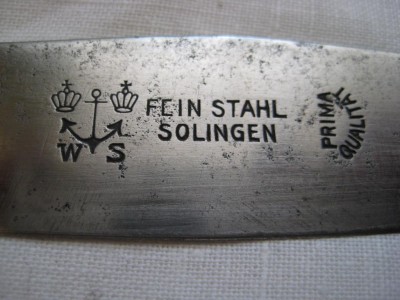 W S
FEIN STAHL
SOLINGEN
PRIMA
QUALITÄT